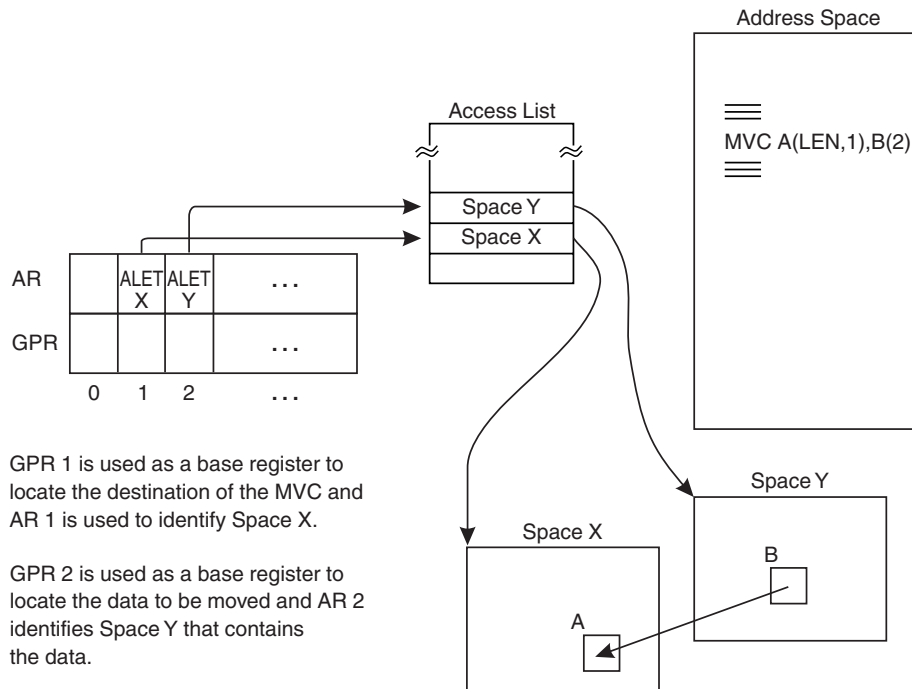 Address Space
MVC A(LEN,1),B(2)
Access List
Space Y
Space X
AR
ALET X
ALET Y
...
GPR
...
0 1 2 ...
GPR 1 is used as a base register to
locate the destination of the MVC and
AR 1 is used to identify Space X.
GPR 2 is used as a base register to
locate the data to be moved and AR 2
identifies Space Y that contains
the data.
Space X
A
Space Y
B